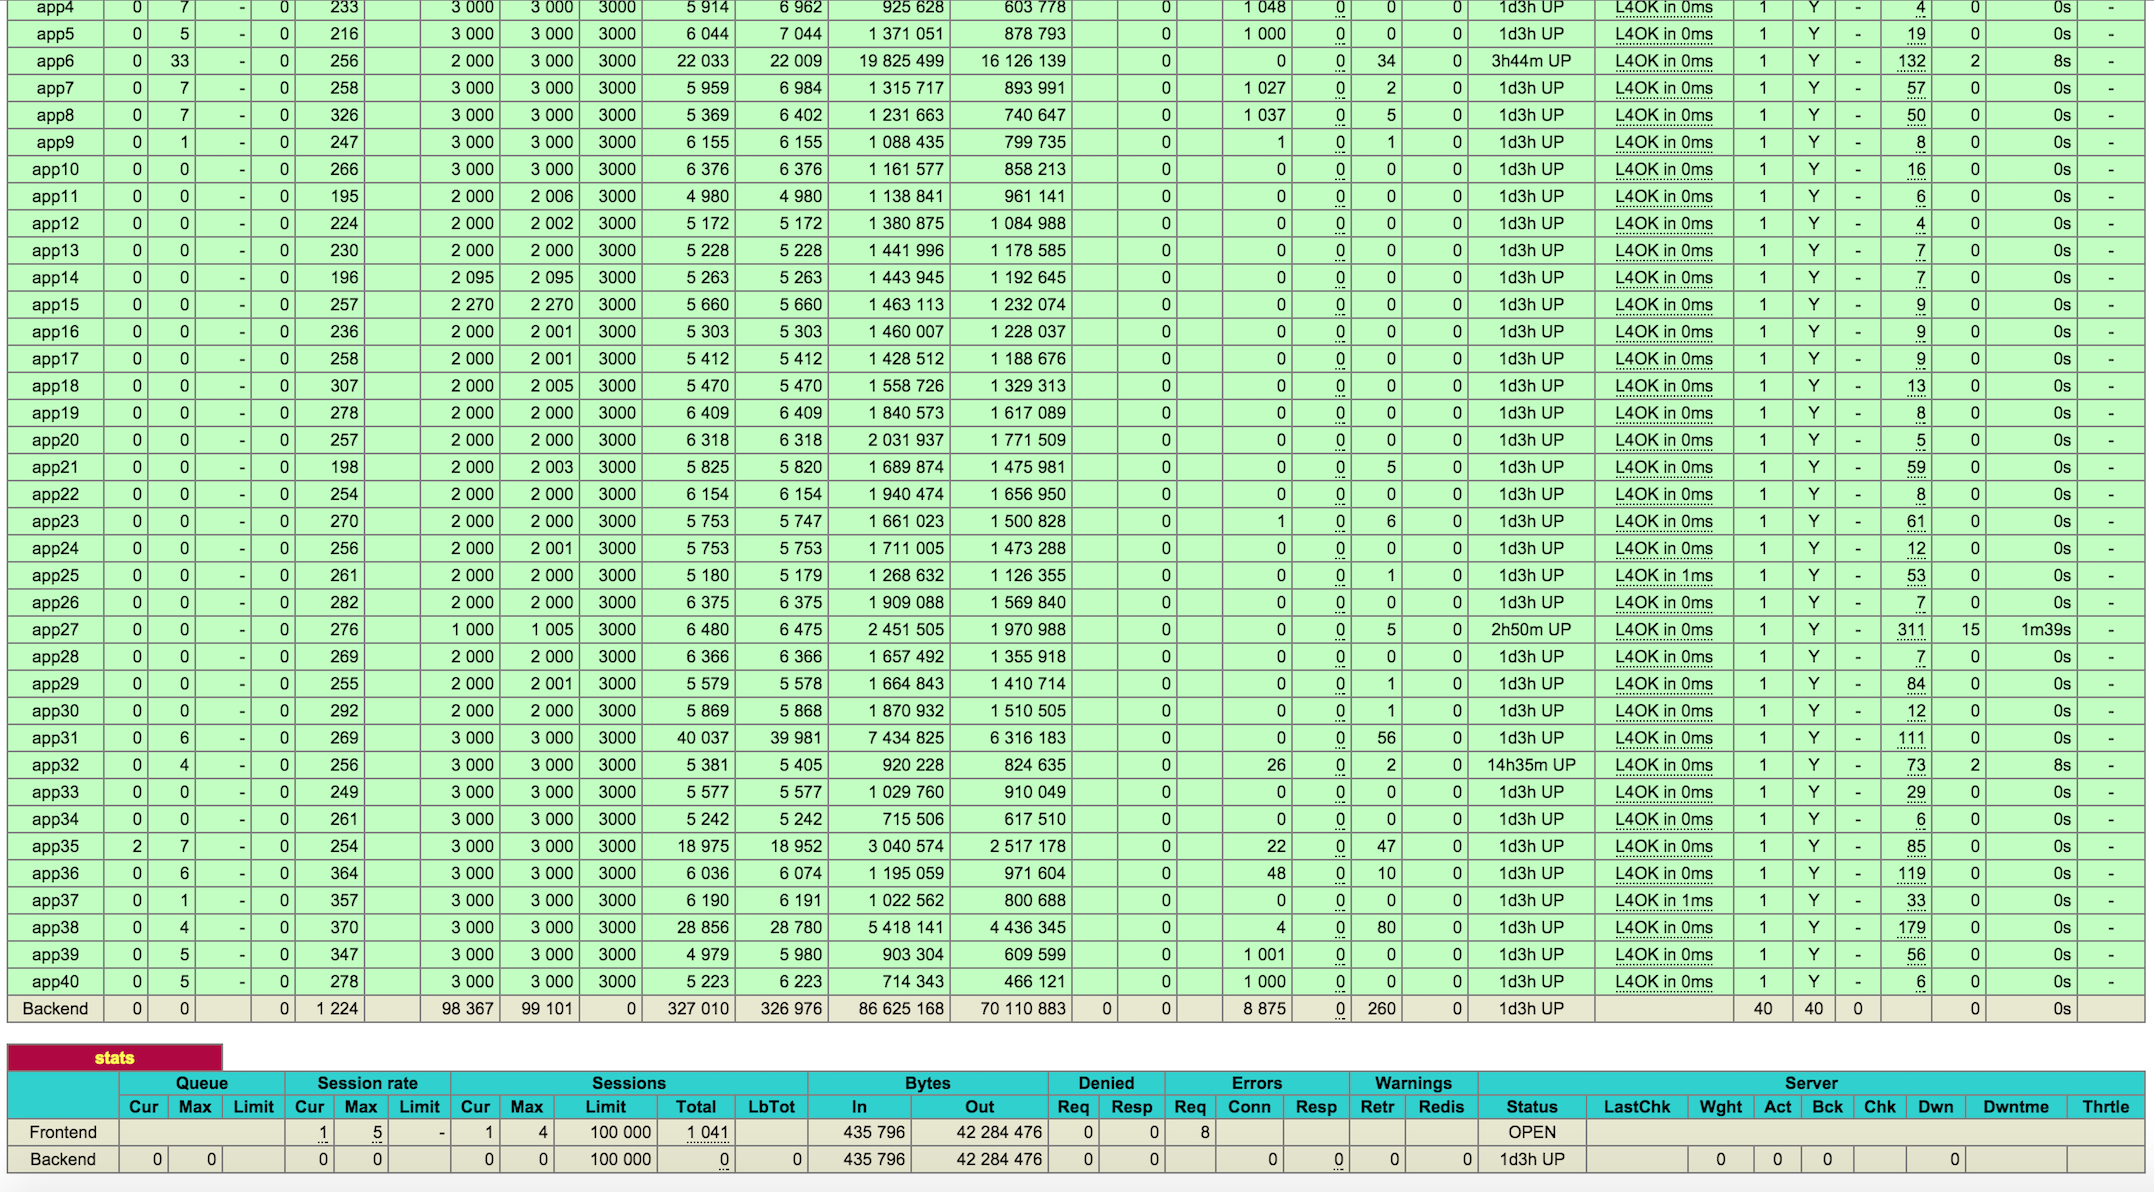 app4 0 7 - 0 233 3 000 3 000 3000 5 914 6 962 925 628 603 778 0 1 048 0 0 0 1d3h UP L4OK in 0ms 1 Y - 4 0 0s -
app5 0 5 - 0 216 3 000 3 000 3000 6 044 7 044 1 371 051 878 793 0 1 000 0 0 0 1d3h UP L4OK in 0ms 1 Y - 19 0 0s -
app6 0 33 - 0 256 2 000 3 000 3000 22 033 22 009 19 825 499 16 126 139 0 0 0 34 0 3h44m UP L4OK in 0ms 1 Y - 132 2 8s -
app7 0 7 - 0 258 3 000 3 000 3000 5 959 6 984 1 315 717 893 991 0 1 027 0 2 0 1d3h UP L4OK in 0ms 1 Y - 57 0 0s -
app8 0 7 - 0 326 3 000 3 000 3000 5 369 6 402 1 231 663 740 647 0 1 037 0 5 0 1d3h UP L4OK in 0ms 1 Y - 50 0 0s -
app9 0 1 - 0 247 3 000 3 000 3000 6 155 6 155 1 088 435 799 735 0 1 0 1 0 1d3h UP L4OK in 0ms 1 Y - 8 0 0s -
app10 0 0 - 0 266 3 000 3 000 3000 6 376 6 376 1 161 577 858 213 0 0 0 0 0 1d3h UP L4OK in 0ms 1 Y - 16 0 0s -
app11 0 0 - 0 195 2 000 2 006 3000 4 980 4 980 1 138 841 961 141 0 0 0 0 0 1d3h UP L4OK in 0ms 1 Y - 6 0 0s -
app12 0 0 - 0 224 2 000 2 002 3000 5 172 5 172 1 380 875 1 084 988 0 0 0 0 0 1d3h UP L4OK in 0ms 1 Y - 4 0 0s -
app13 0 0 - 0 230 2 000 2 000 3000 5 228 5 228 1 441 996 1 178 585 0 0 0 0 0 1d3h UP L4OK in 0ms 1 Y - 7 0 0s -
app14 0 0 - 0 196 2 095 2 095 3000 5 263 5 263 1 443 945 1 192 645 0 0 0 0 0 1d3h UP L4OK in 0ms 1 Y - 7 0 0s -
app15 0 0 - 0 257 2 270 2 270 3000 5 660 5 660 1 463 113 1 232 074 0 0 0 0 0 1d3h UP L4OK in 0ms 1 Y - 9 0 0s -
app16 0 0 - 0 236 2 000 2 001 3000 5 303 5 303 1 460 007 1 228 037 0 0 0 0 0 1d3h UP L4OK in 0ms 1 Y - 9 0 0s -
app17 0 0 - 0 258 2 000 2 001 3000 5 412 5 412 1 428 512 1 188 676 0 0 0 0 0 1d3h UP L4OK in 0ms 1 Y - 9 0 0s -
app18 0 0 - 0 307 2 000 2 005 3000 5 470 5 470 1 558 726 1 329 313 0 0 0 0 0 1d3h UP L4OK in 0ms 1 Y - 13 0 0s -
app19 0 0 - 0 278 2 000 2 000 3000 6 409 6 409 1 840 573 1 617 089 0 0 0 0 0 1d3h UP L4OK in 0ms 1 Y - 8 0 0s -
app20 0 0 - 0 257 2 000 2 000 3000 6 318 6 318 2 031 937 1 771 509 0 0 0 0 0 1d3h UP L4OK in 0ms 1 Y - 5 0 0s -
app21 0 0 - 0 198 2 000 2 003 3000 5 825 5 820 1 689 874 1 475 981 0 0 0 5 0 1d3h UP L4OK in 0ms 1 Y - 59 0 0s -
app22 0 0 - 0 254 2 000 2 000 3000 6 154 6 154 1 940 474 1 656 950 0 0 0 0 0 1d3h UP L4OK in 0ms 1 Y - 8 0 0s -
app23 0 0 - 0 270 2 000 2 000 3000 5 753 5 747 1 661 023 1 500 828 0 1 0 6 0 1d3h UP L4OK in 0ms 1 Y - 61 0 0s -
app24 0 0 - 0 256 2 000 2 001 3000 5 753 5 753 1 711 005 1 473 288 0 0 0 0 0 1d3h UP L4OK in 0ms 1 Y - 12 0 0s -
app25 0 0 - 0 261 2 000 2 000 3000 5 180 5 179 1 268 632 1 126 355 0 0 0 1 0 1d3h UP L4OK in 1ms 1 Y - 53 0 0s -
app26 0 0 - 0 282 2 000 2 000 3000 6 375 6 375 1 909 088 1 569 840 0 0 0 0 0 1d3h UP L4OK in 0ms 1 Y - 7 0 0s -
app27 0 0 - 0 276 1 000 1 005 3000 6 480 6 475 2 451 505 1 970 988 0 0 0 5 0 2h50m UP L4OK in 0ms 1 Y - 311 15 1m39s -
app28 0 0 - 0 269 2 000 2 000 3000 6 366 6 366 1 657 492 1 355 918 0 0 0 0 0 1d3h UP L4OK in 0ms 1 Y - 7 0 0s -
app29 0 0 - 0 255 2 000 2 001 3000 5 579 5 578 1 664 843 1 410 714 0 0 0 1 0 1d3h UP L4OK in 0ms 1 Y - 84 0 0s -
app30 0 0 - 0 292 2 000 2 000 3000 5 869 5 868 1 870 932 1 510 505 0 0 0 1 0 1d3h UP L4OK in 0ms 1 Y - 12 0 0s -
app31 0 6 - 0 269 3 000 3 000 3000 40 037 39 981 7 434 825 6 316 183 0 0 0 56 0 1d3h UP L4OK in 0ms 1 Y - 111 0 0s -
app32 0 4 - 0 256 3 000 3 000 3000 5 381 5 405 920 228 824 635 0 26 0 2 0 14h35m UP L4OK in 0ms 1 Y - 73 2 8s -
app33 0 0 - 0 249 3 000 3 000 3000 5 577 5 577 1 029 760 910 049 0 0 0 0 0 1d3h UP L4OK in 0ms 1 Y - 29 0 0s -
app34 0 0 - 0 261 3 000 3 000 3000 5 242 5 242 715 506 617 510 0 0 0 0 0 1d3h UP L4OK in 0ms 1 Y - 6 0 0s -
app35 2 7 - 0 254 3 000 3 000 3000 18 975 18 952 3 040 574 2 517 178 0 22 0 47 0 1d3h UP L4OK in 0ms 1 Y - 85 0 0s -
app36 0 6 - 0 364 3 000 3 000 3000 6 036 6 074 1 195 059 971 604 0 48 0 10 0 1d3h UP L4OK in 0ms 1 Y - 119 0 0s -
app37 0 1 - 0 357 3 000 3 000 3000 6 190 6 191 1 022 562 800 688 0 0 0 0 0 1d3h UP L4OK in 1ms 1 Y - 33 0 0s -
app38 0 4 - 0 370 3 000 3 000 3000 28 856 28 780 5 418 141 4 436 345 0 4 0 80 0 1d3h UP L4OK in 0ms 1 Y - 179 0 0s -
app39 0 5 - 0 347 3 000 3 000 3000 4 979 5 980 903 304 609 599 0 1 001 0 0 0 1d3h UP L4OK in 0ms 1 Y - 56 0 0s -
app40 0 5 - 0 278 3 000 3 000 3000 5 223 6 223 714 343 466 121 0 1 000 0 0 0 1d3h UP L4OK in 0ms 1 Y - 6 0 0s -
Backend 0 0 0 1 224 98 367 99 101 0 327 010 326 976 86 625 168 70 110 883 0 0 8 875 0 260 0 1d3h UP 40 40 0 0 0s
stats
Queue Session rate Sessions Bytes Denied Errors Warnings Server
Cur Max Limit Cur Max Limit Cur Max Limit Total LbTot In Out Req Resp Req Conn Resp Retr Redis Status LastChk Wght Act Bck Chk Dwn Dwntme Thrtle
Frontend 1 5 - 1 4 100 000 1 041 435 796 42 284 476 0 0 8 OPEN
Backend 0 0 0 0 0 0 100 000 0 0 435 796 42 284 476 0 0 0 0 0 0 1d3h UP 0 0 0 0